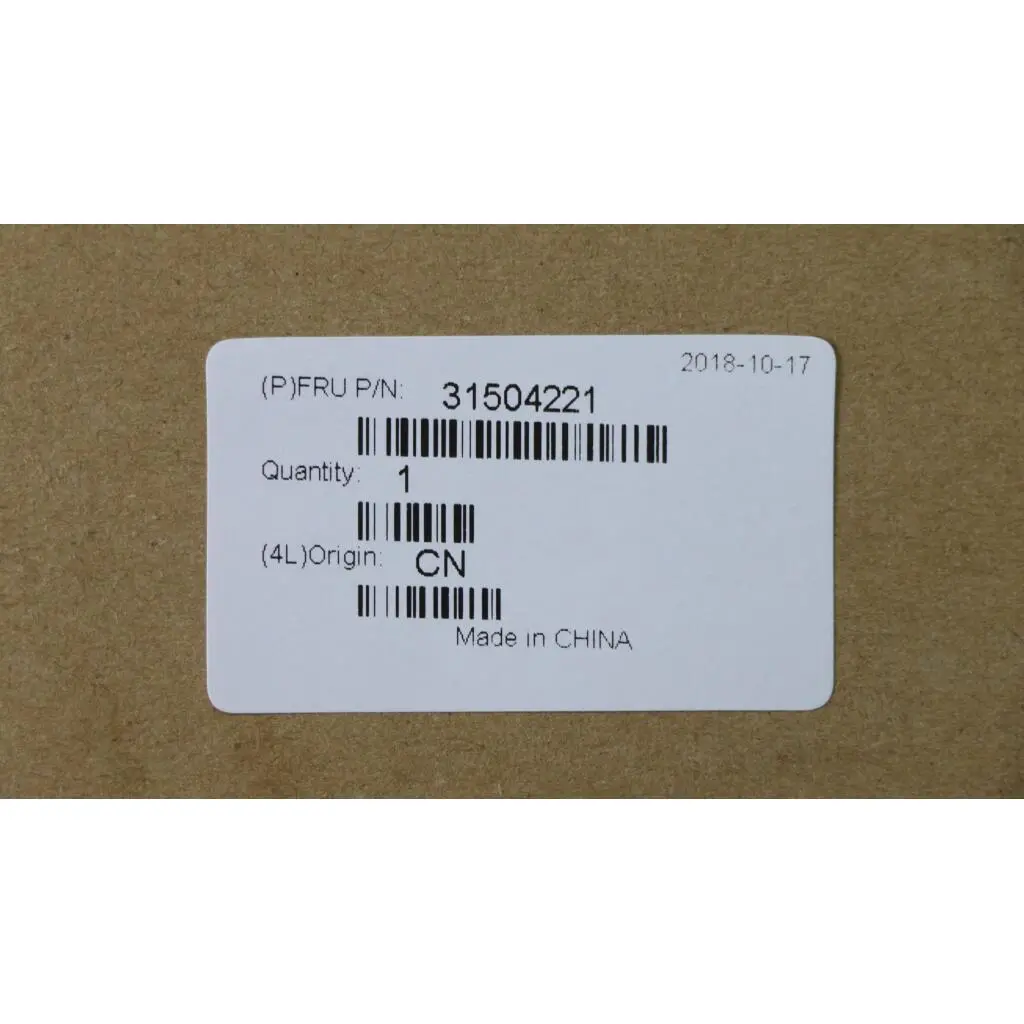 2018-10-17
(P)FRU P/N: 31504221
Quantity: 1
(4L)Origin: CN
Made in CHINA